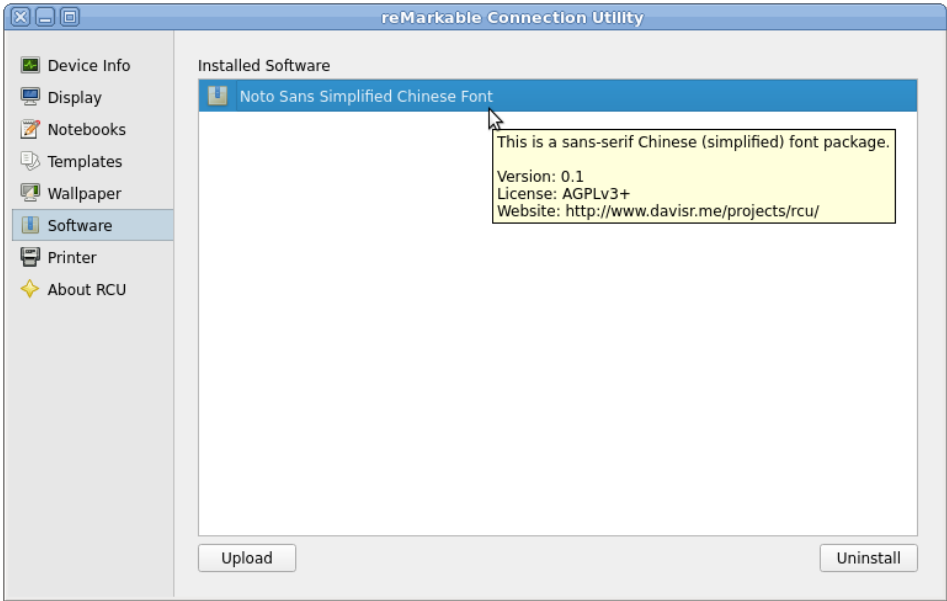 reMarkable Connection Utility
Device Info
Display
Notebooks
Templates
Wallpaper
Software
Printer
About RCU
Installed Software
Noto Sans Simplified Chinese Font
This is a sans-serif Chinese (simplified) font package.
Version: 0.1
License: AGPLv3+
Website: http://www.davisr.me/projects/rcu/
Upload
Uninstall